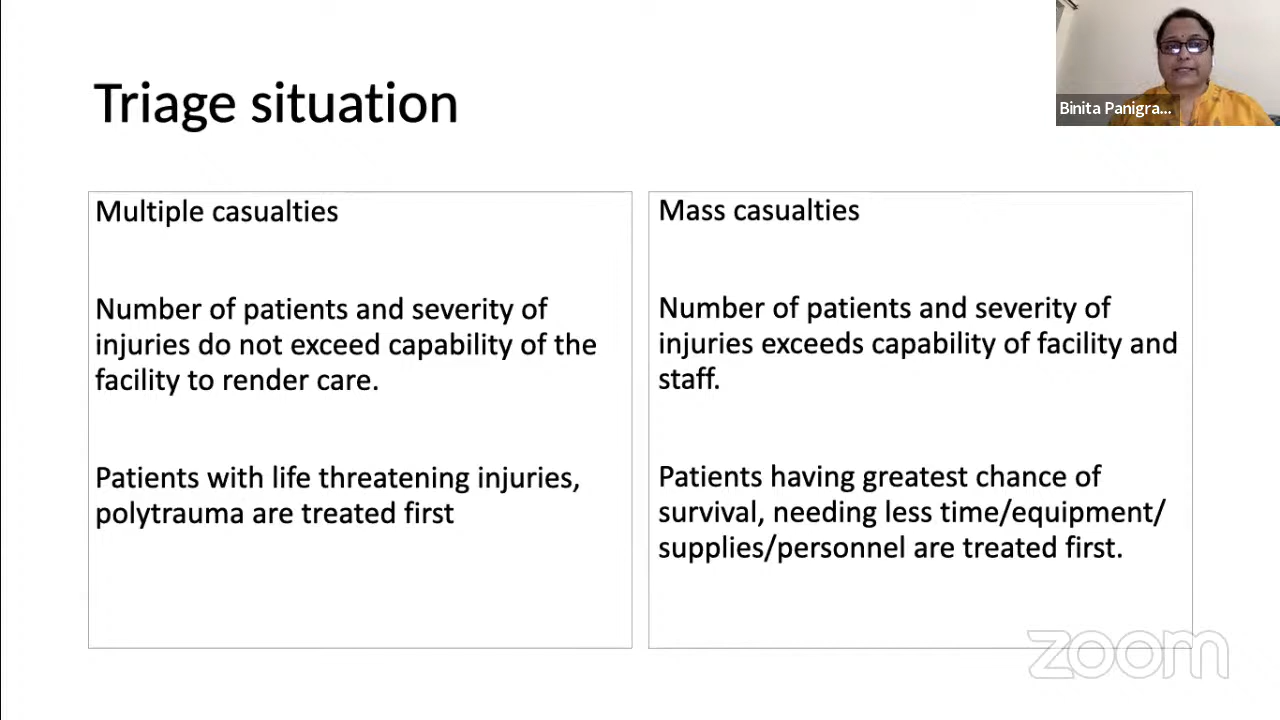 Triage situation
Binita Panigra...
Multiple casualties
Number of patients and severity of
injuries do not exceed capability of the
facility to render care.
Patients with life threatening injuries,
polytrauma are treated first
Mass casualties
Number of patients and severity of
injuries exceeds capability of facility and
staff.
Patients having greatest chance of
survival, needing less time/equipment/
supplies/personnel are treated first.
zoom